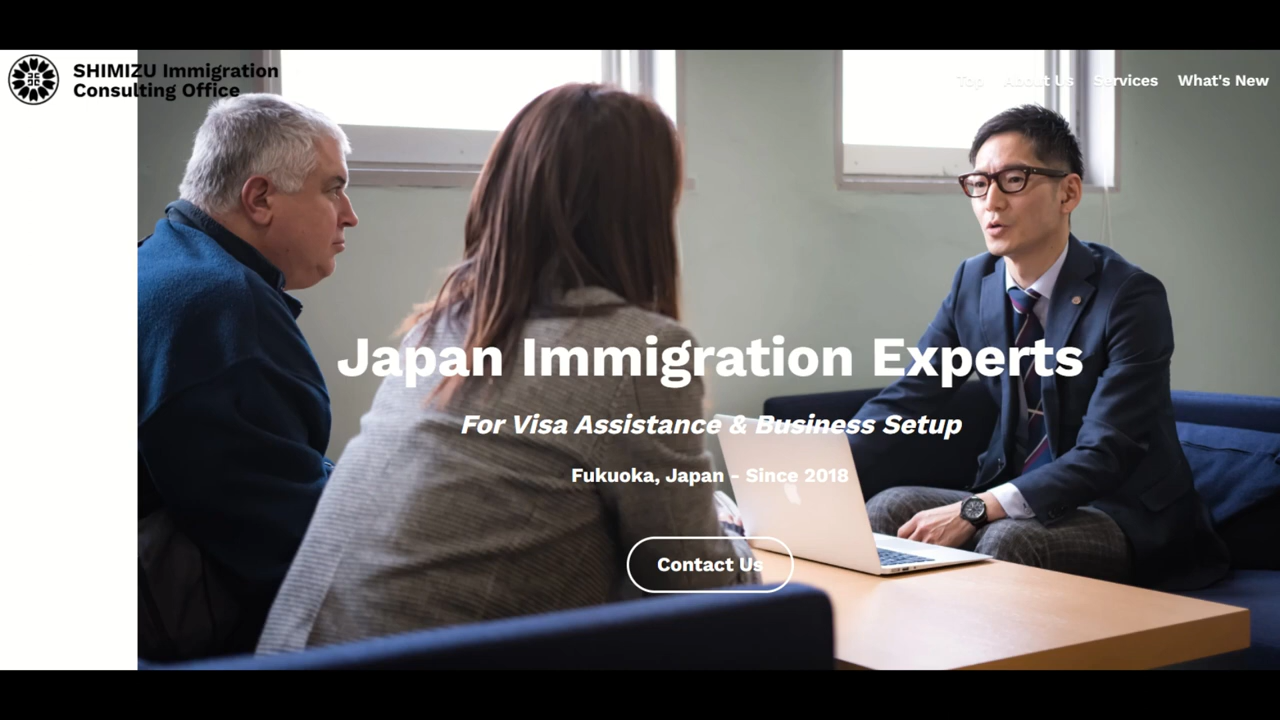 SHIMIZU Immigration
Consulting Office
Top About Us Services What's New
Japan Immigration Experts
For Visa Assistance & Business Setup
Fukuoka, Japan - Since 2018
Contact Us